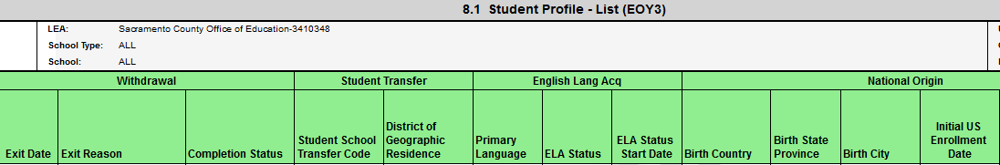 8.1 Student Profile - List (EOY3)
LEA: Sacramento County Office of Education-3410348
School Type: ALL
School: ALL
Withdrawal Student Transfer English Lang Acq National Origin
Exit Date Exit Reason Completion Status Student School Transfer Code District of Geographic Residence Primary Language ELA Status ELA Status Start Date Birth Country Birth State Province Birth City Initial US Enrollment Date